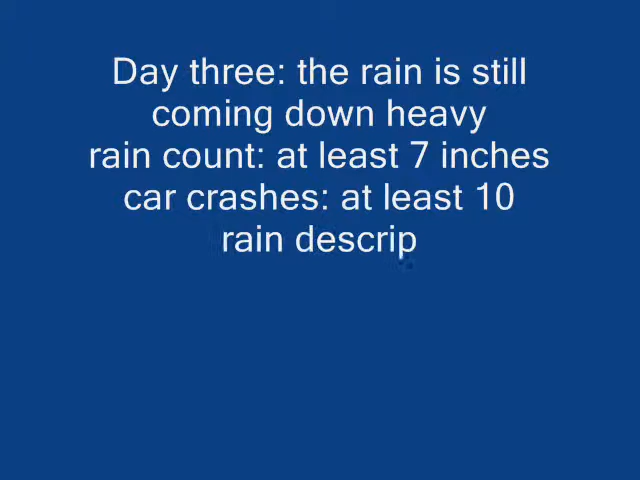 Day three: the rain is still
coming down heavy
rain count: at least 7 inches
car crashes: at least 10
rain descrip